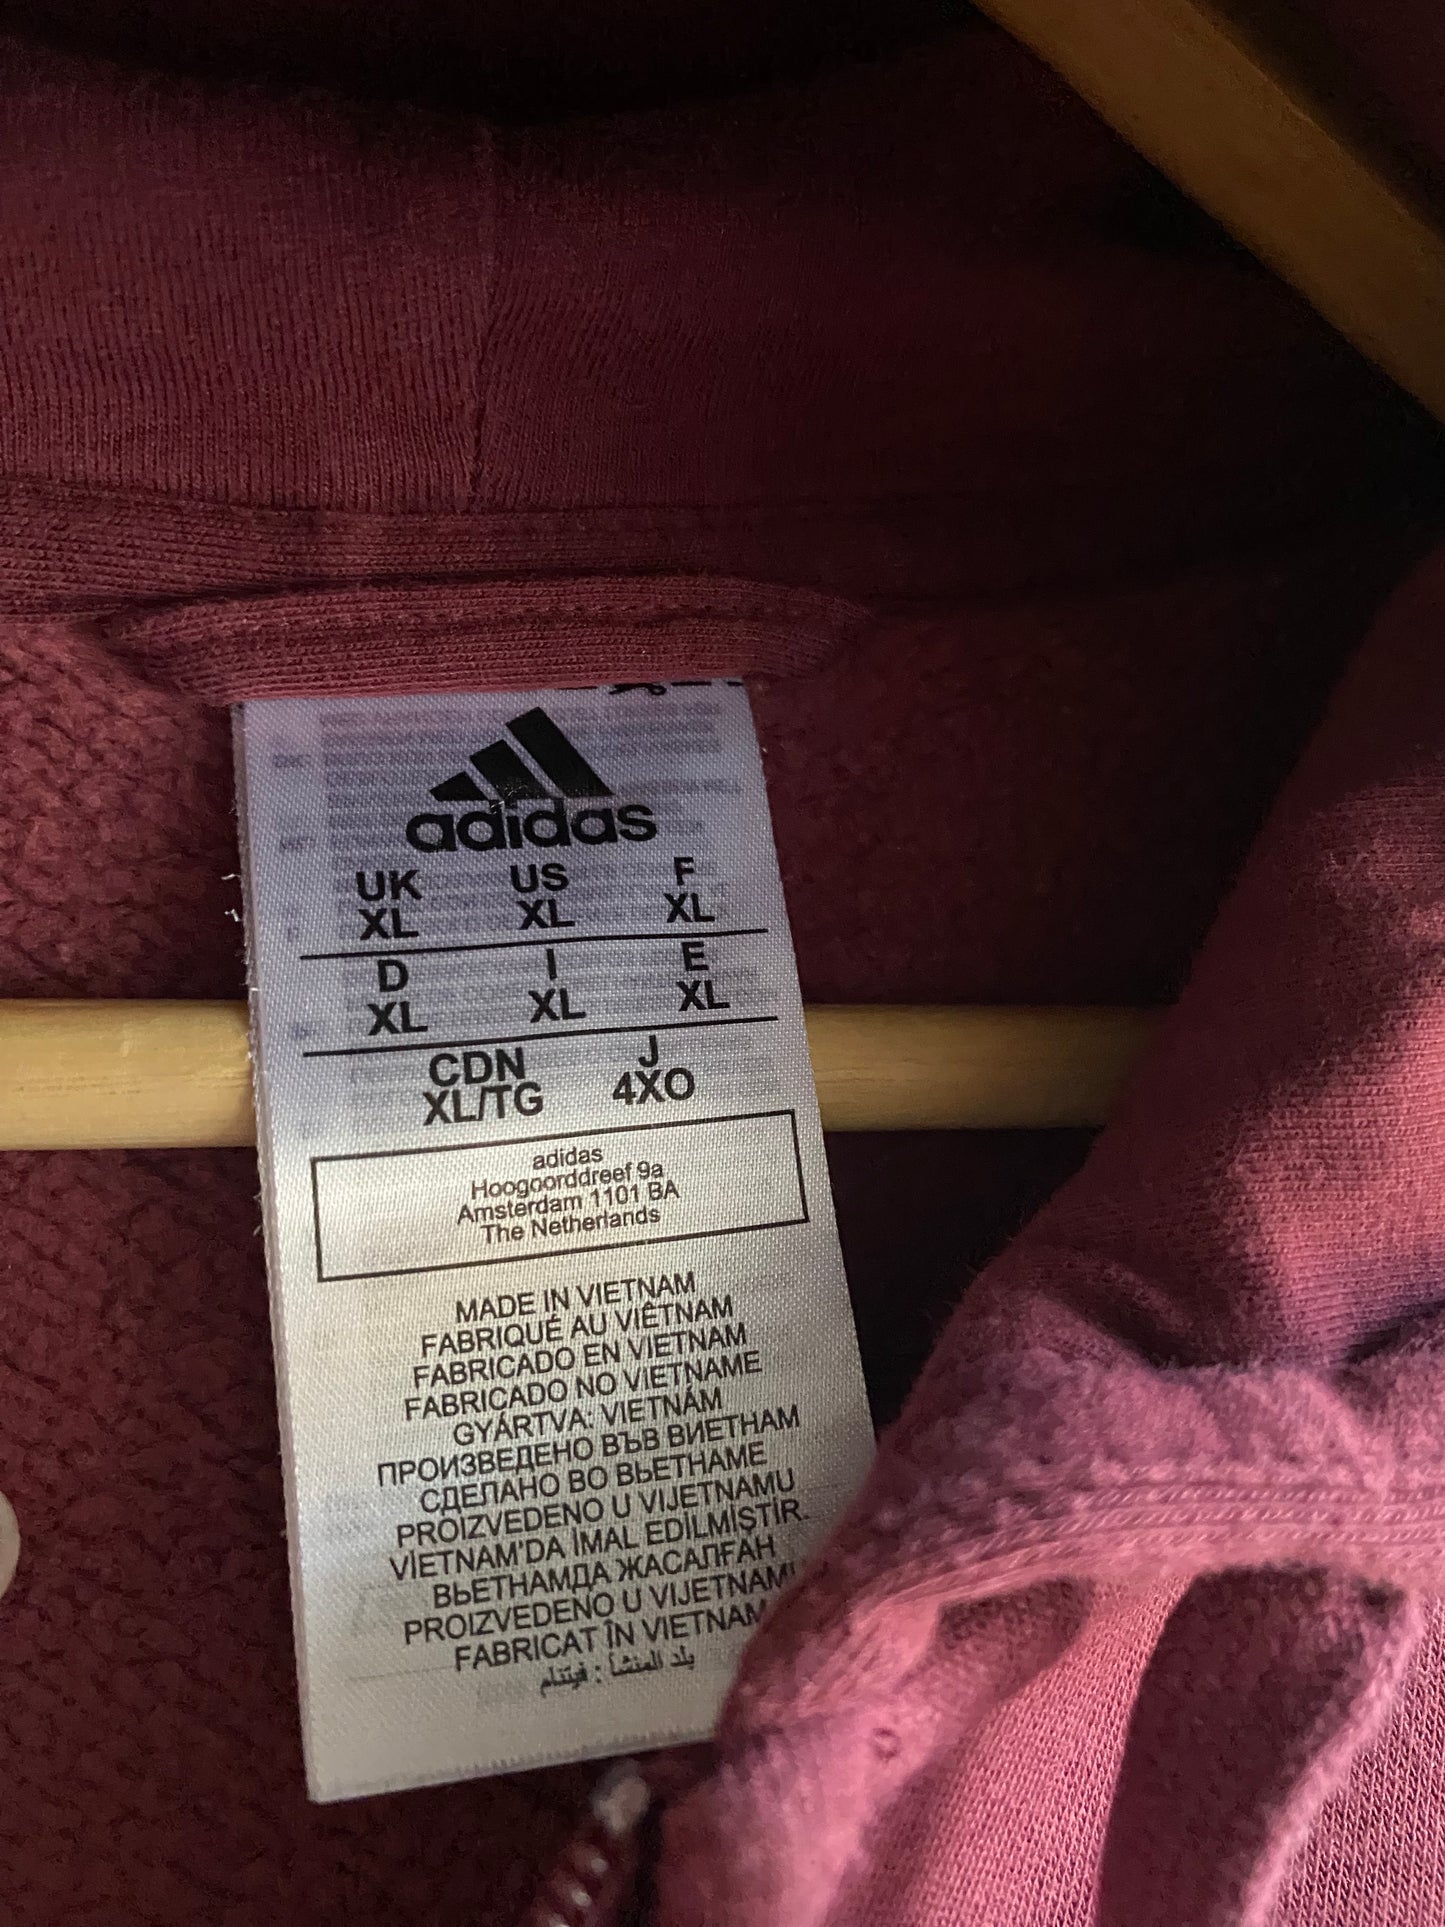 adidas
UK US F
XL XL XL
D I E
XL XL XL
CDN J
XL/TG 4XO
adidas
Hoogoorddreef 9a
Amsterdam 1101 BA
The Netherlands
MADE IN VIETNAM
FABRIQUÉ AU VIÊTNAM
FABRICADO EN VIETNAM
FABRICADO NO VIETNAME
GYÁRTVA: VIETNÁM
ПРОИЗВЕДЕНО ВЪВ ВИЕТНАМ
СДЕЛАНО ВО ВЬЕТНАМЕ
PROIZVEDENO U VIJETNAMU
VİETNAM'DA İMAL EDİLMİŞTİR.
ВЬЕТНАМДА ЖАСАЛҒАН
PROIZVEDENO U VIJETNAMU
FABRICAT ÎN VIETNAM
بلد المنشأ : فيتنام